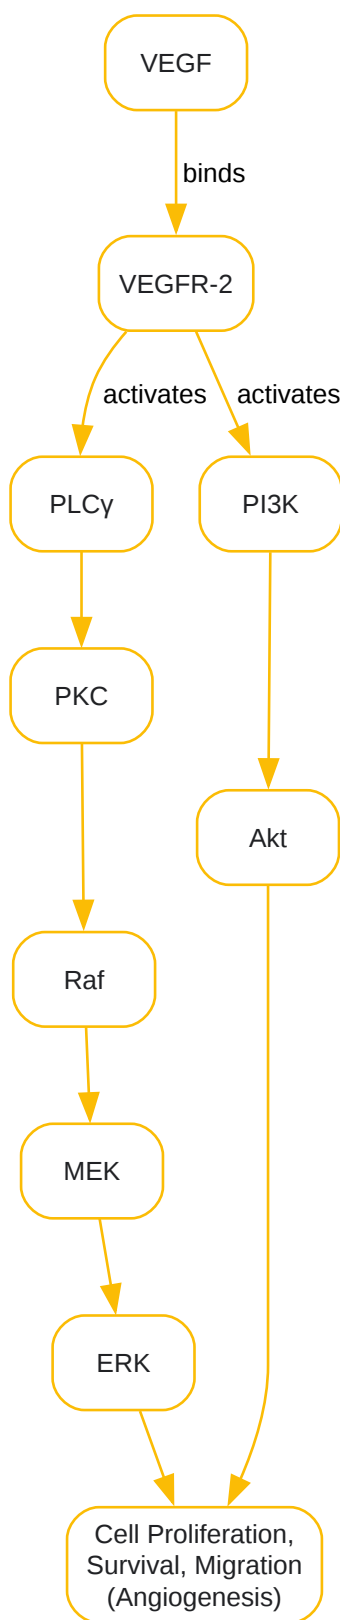 VEGF
binds
VEGFR-2
activates
activates
PLCγ
PI3K
PKC
Akt
Raf
MEK
ERK
Cell Proliferation,
Survival, Migration
(Angiogenesis)